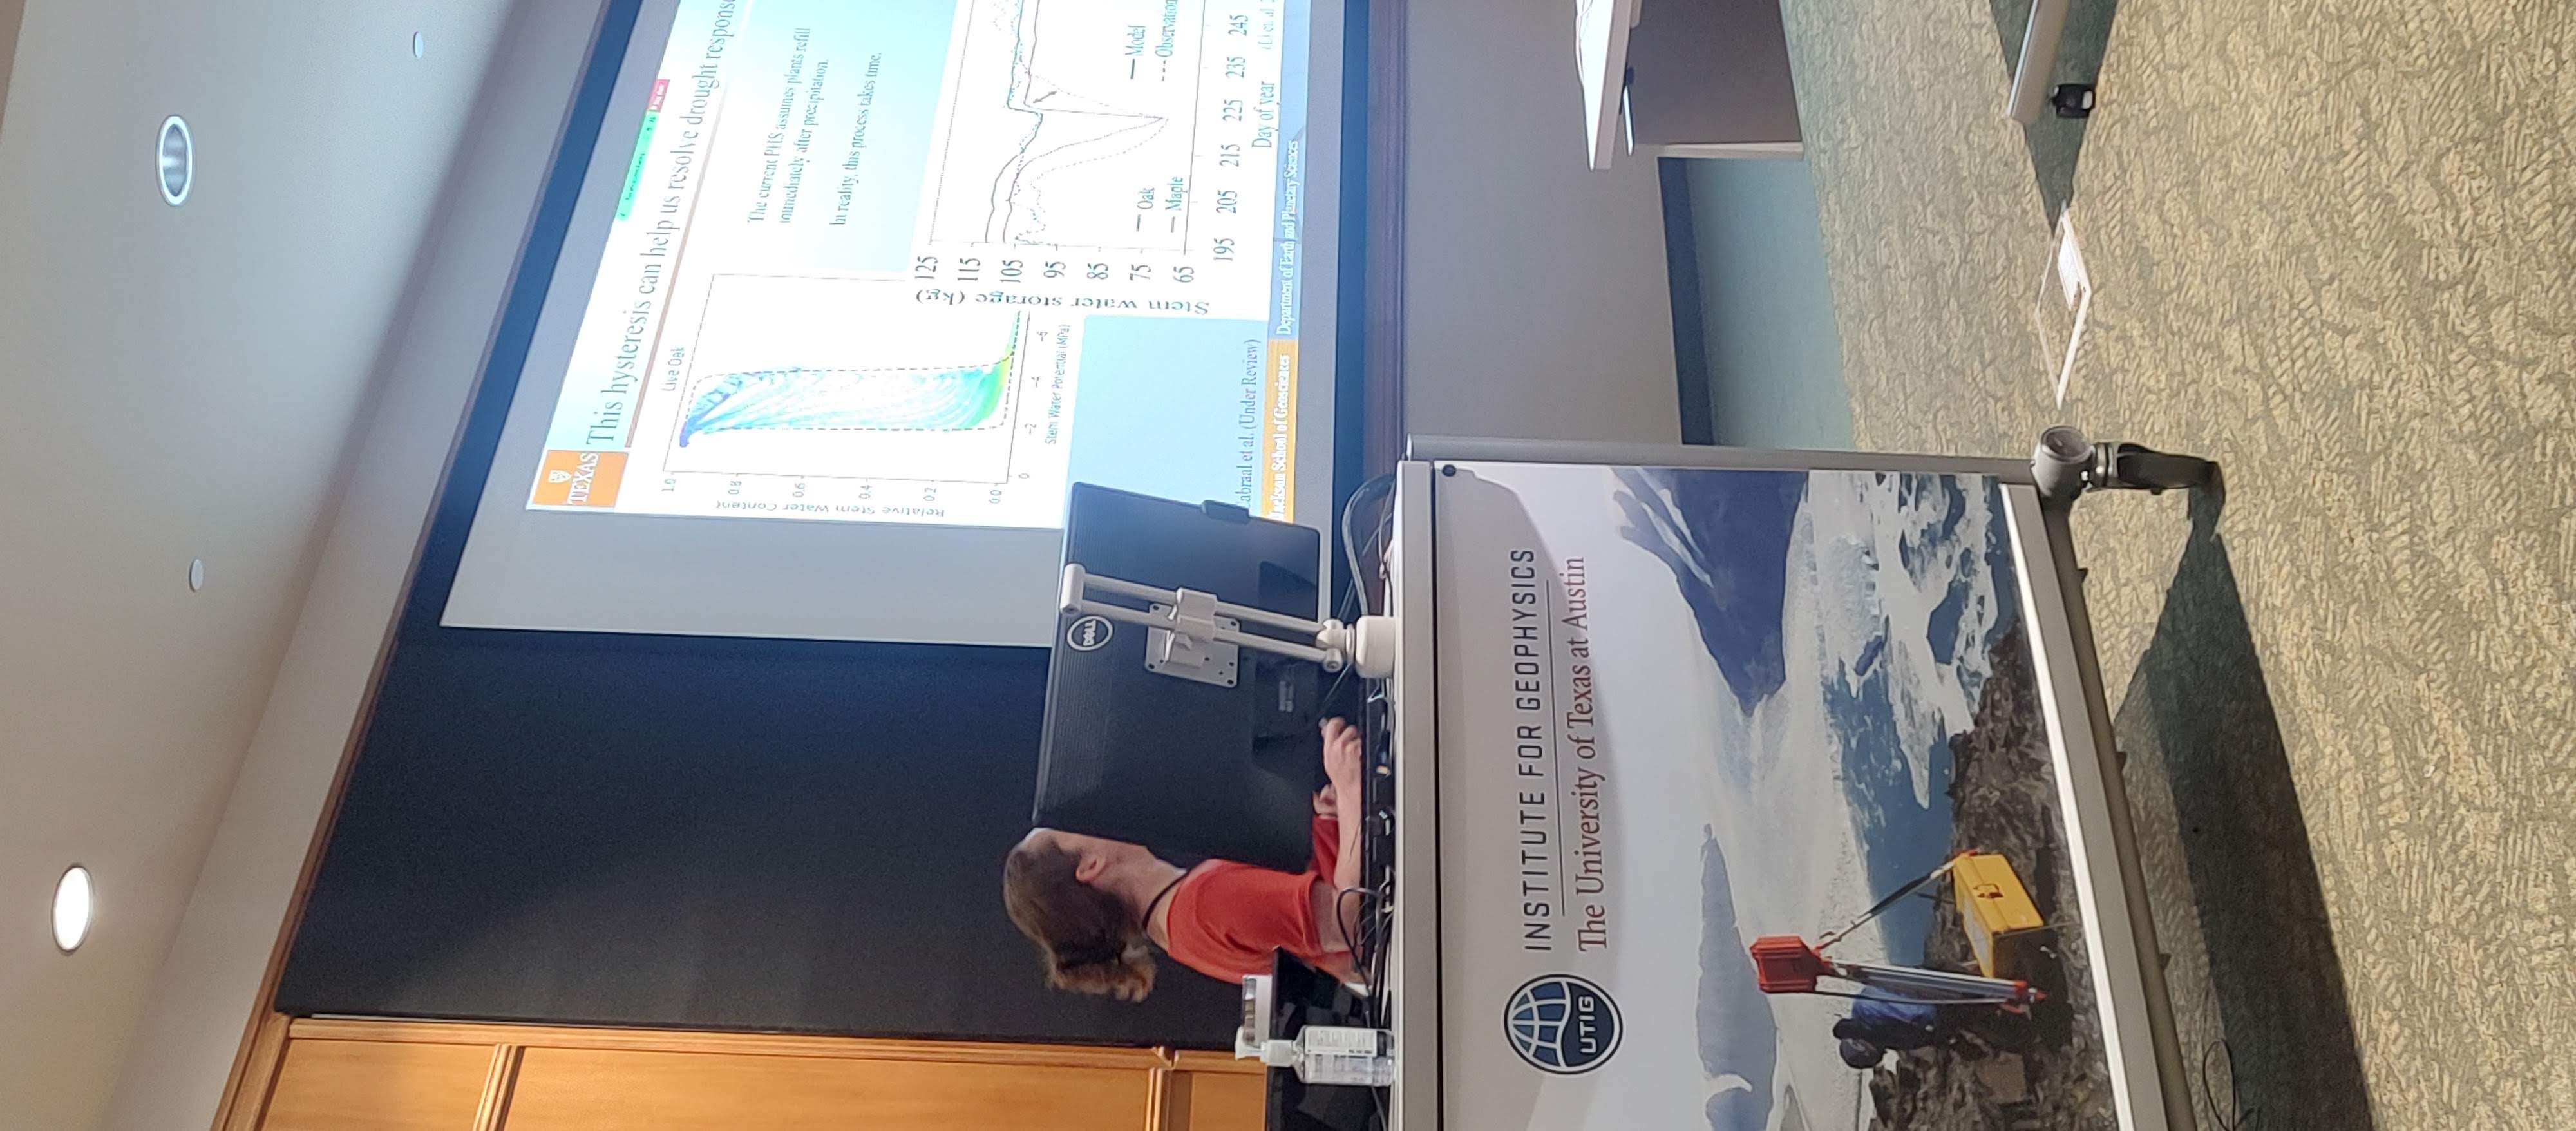 TEXAS
This hysteresis can help us resolve drought response
Live Oak
1.0
0.8
0.6
0.4
0.2
0.0
Relative Stem Water Content
0
−2
−4
−6
Stem Water Potential (MPa)
The current PHS assumes plants refill
immediately after precipitation.
In reality, this process takes time.
Stem water storage (kg)
125
115
105
95
85
75
65
Oak
Maple
Model
Observation
195 205 215 225 235 245
Day of year
Cabraal et al. (Under Review)
Jackson School of Geosciences
Department of Earth and Planetary Sciences
DELL
UTIG
INSTITUTE FOR GEOPHYSICS
The University of Texas at Austin